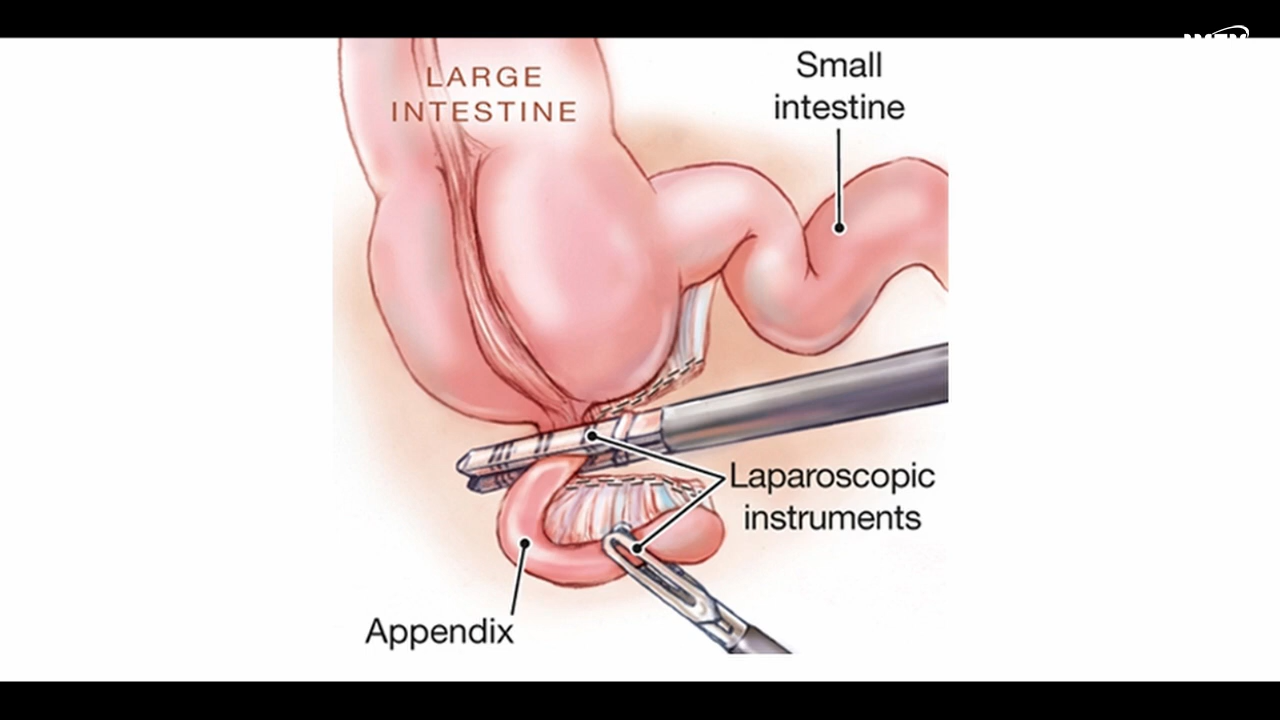 LARGE
INTESTINE
Small
intestine
Laparoscopic
instruments
Appendix